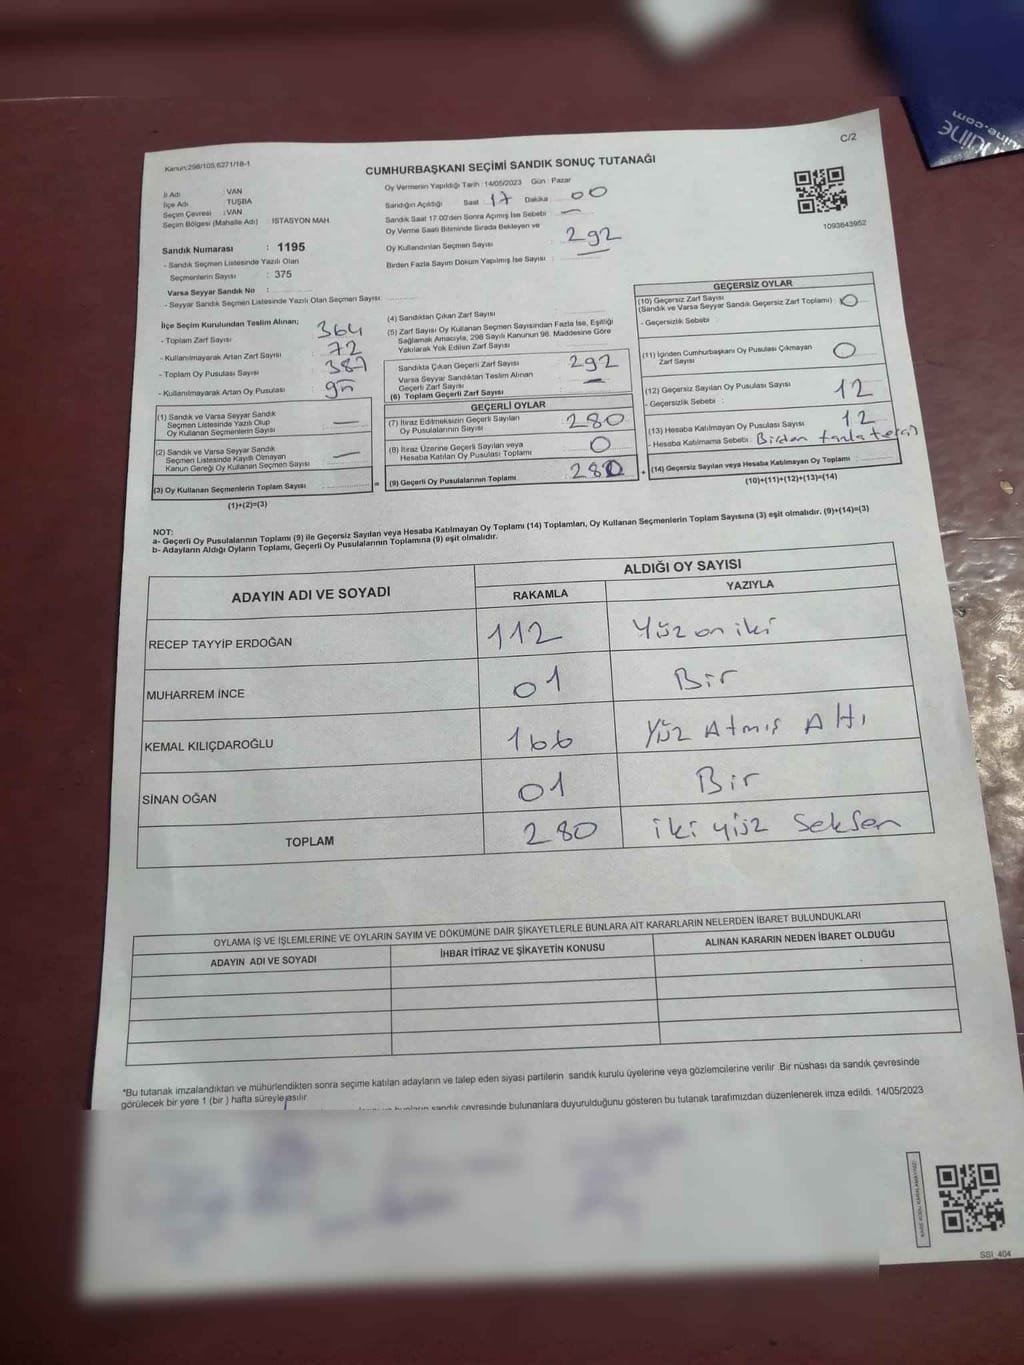 Kanun:298/105,6271/18-1
C/2
CUMHURBAŞKANI SEÇİMİ SANDIK SONUÇ TUTANAĞI
İl Adı : VAN
İlçe Adı : TUŞBA
Seçim Çevresi : VAN
Seçim Bölgesi (Mahalle Adı) İSTASYON MAH.
Sandık Numarası : 1195
- Sandık Seçmen Listesinde Yazılı Olan
Seçmenlerin Sayısı : 375
Varsa Seyyar Sandık No :
- Seyyar Sandık Seçmen Listesinde Yazılı Olan Seçmen Sayısı:
Oy Vermenin Yapıldığı Tarih :14/05/2023 Gün : Pazar
Sandığın Açıldığı Saat 17 Dakika 00
Sandık Saat 17:00'den Sonra Açımış İse Sebebi —
Oy Verme Saati Bitiminde Sırada Bekleyen ve
Oy Kullandırılan Seçmen Sayısı 292
Birden Fazla Sayım Döküm Yapılmış İse Sayısı :
1093843952
İlçe Seçim Kurulundan Teslim Alınan;
- Toplam Zarf Sayısı : 364
- Kullanılmayarak Artan Zarf Sayısı : 72
- Toplam Oy Pusulası Sayısı : 387
- Kullanılmayarak Artan Oy Pusulası :
(1) Sandık ve Varsa Seyyar Sandık
Seçmen Listesinde Yazılı Olup
Oy Kullanan Seçmenlerin Sayısı —
(2) Sandık ve Varsa Seyyar Sandık
Seçmen Listesinde Kaydı Olmayan
Kanun Gereği Oy Kullanan Seçmen Sayısı —
(3) Oy Kullanan Seçmenlerin Toplam Sayısı
(1)+(2)=(3)
(4) Sandıktan Çıkan Zarf Sayısı :
(5) Zarf Sayısı Oy Kullanan Seçmen Sayısından Fazla İse, Eşitliği
Sağlamak Amacıyla, 298 Sayılı Kanunun 98. Maddesine Göre
Yakılarak Yok Edilen Zarf Sayısı
Sandıkta Çıkan Geçerli Zarf Sayısı 292
Varsa Seyyar Sandıktan Teslim Alınan
Geçerli Zarf Sayısı —
(6) Toplam Geçerli Zarf Sayısı
GEÇERLİ OYLAR
(7) İtiraz Edilmeksizin Geçerli Sayılan
Oy Pusulalarının Sayısı : 280
(8) İtiraz Üzerine Geçerli Sayılan veya
Hesaba Katılan Oy Pusulası Toplamı : 0
= (9) Geçerli Oy Pusulalarının Toplamı : 280
GEÇERSİZ OYLAR
(10) Geçersiz Zarf Sayısı
(Sandık ve Varsa Seyyar Sandık Geçersiz Zarf Toplamı) : 0
- Geçersizlik Sebebi :
(11) İçinden Cumhurbaşkanı Oy Pusulası Çıkmayan
Zarf Sayısı 0
(12) Geçersiz Sayılan Oy Pusulası Sayısı 12
- Geçersizlik Sebebi :
(13) Hesaba Katılmayan Oy Pusulası Sayısı 12
- Hesaba Katılmama Sebebi : Birden fazla tercih
+ (14) Geçersiz Sayılan veya Hesaba Katılmayan Oy Toplamı :
(10)+(11)+(12)+(13)=(14)
NOT:
a- Geçerli Oy Pusulalarının Toplamı (9) ile Geçersiz Sayılan veya Hesaba Katılmayan Oy Toplamı (14) Toplamları, Oy Kullanan Seçmenlerin Toplam Sayısına (3) eşit olmalıdır. (9)+(14)=(3)
b- Adayların Aldığı Oyların Toplamı, Geçerli Oy Pusulalarının Toplamına (9) eşit olmalıdır.
ADAYIN ADI VE SOYADI ALDIĞI OY SAYISI
RAKAMLA YAZIYLA
RECEP TAYYİP ERDOĞAN 112 Yüz on iki
MUHARREM İNCE 01 Bir
KEMAL KILIÇDAROĞLU 166 Yüz Atmış Altı
SİNAN OĞAN 01 Bir
TOPLAM 280 iki yüz Seksen
OYLAMA İŞ VE İŞLEMLERİNE VE OYLARIN SAYIM VE DÖKÜMÜNE DAİR ŞİKAYETLERLE BUNLARA AİT KARARLARIN NELERDEN İBARET BULUNDUKLARI
ADAYIN ADI VE SOYADI İHBAR İTİRAZ VE ŞİKAYETİN KONUSU ALINAN KARARIN NEDEN İBARET OLDUĞU
*Bu tutanak imzalandıktan ve mühürlendikten sonra seçime katılan adayların ve talep eden siyasi partilerin sandık kurulu üyelerine veya gözlemcilerine verilir .Bir nüshası da sandık çevresinde
görülecek bir yere 1 (bir ) hafta süreyle asılır.
sandık çevresinde bulunanlara duyurulduğunu gösteren bu tutanak tarafımızdan düzenlenerek imza edildi. 14/05/2023
SSI_404